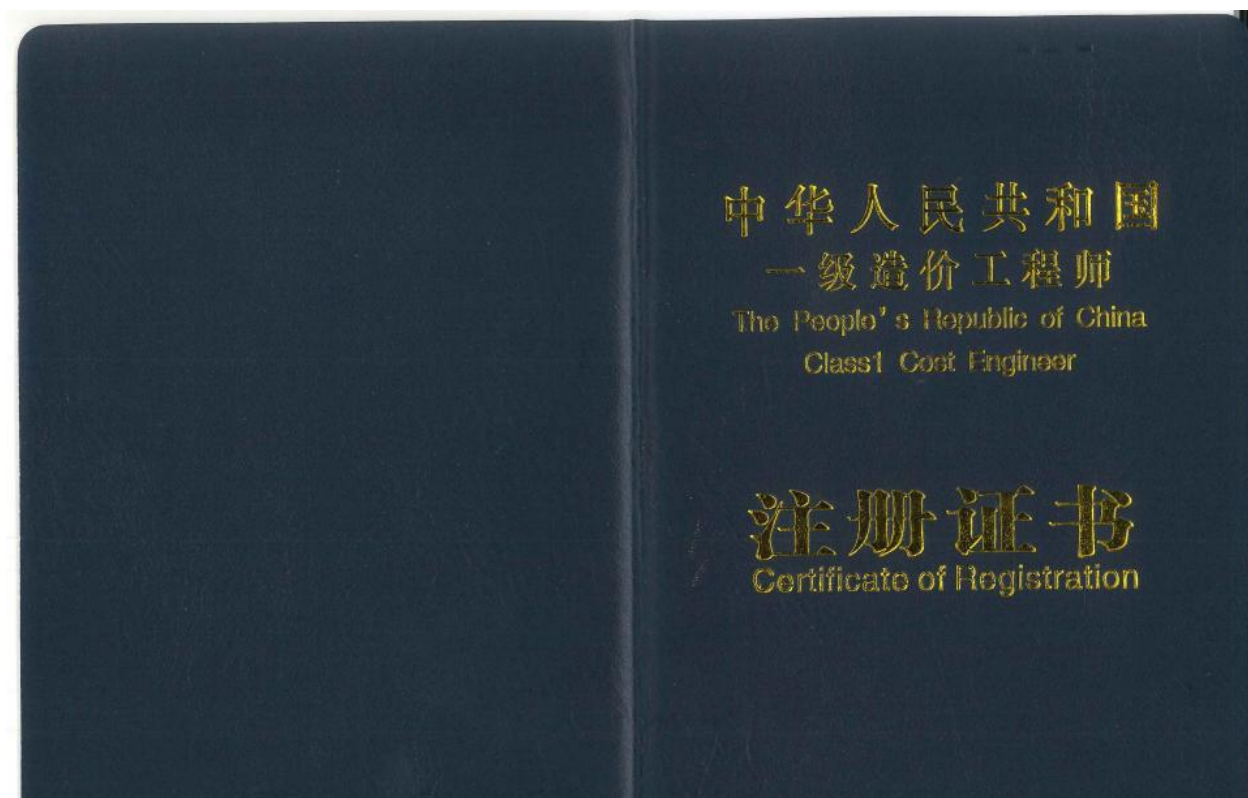 中华人民共和国
一级造价工程师
The People's Republic of China
Class1 Cost Engineer
注册证书
Certificate of Registration